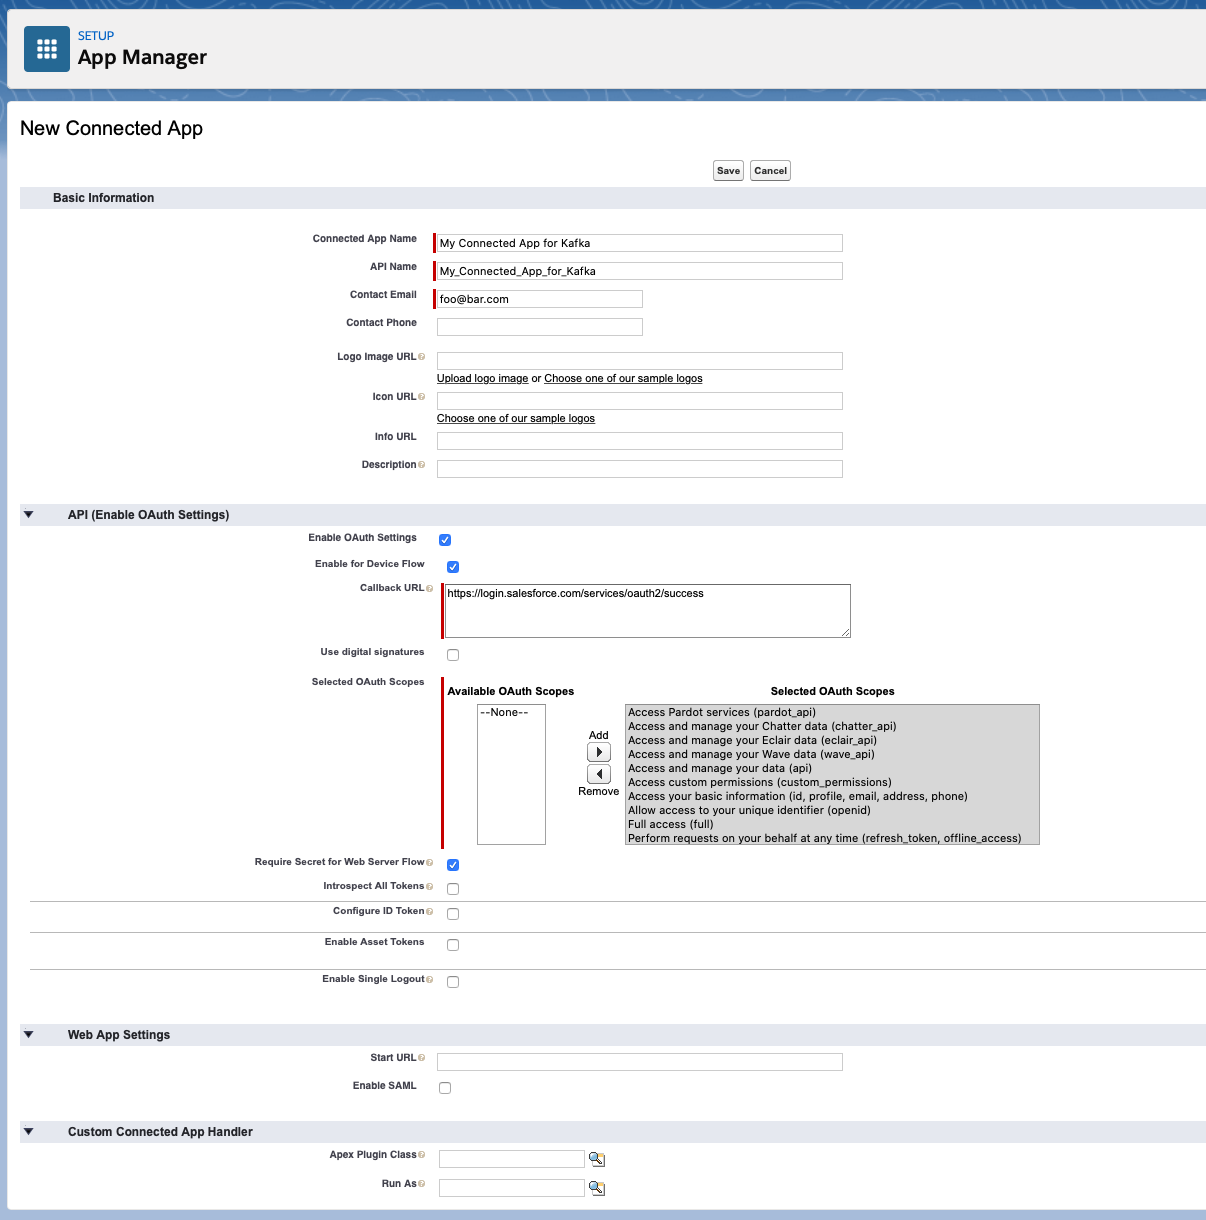 SETUP
App Manager
New Connected App
Save Cancel
Basic Information
Connected App Name My Connected App for Kafka
API Name My_Connected_App_for_Kafka
Contact Email foo@bar.com
Contact Phone
Logo Image URL
Upload logo image or Choose one of our sample logos
Icon URL
Choose one of our sample logos
Info URL
Description
API (Enable OAuth Settings)
Enable OAuth Settings
Enable for Device Flow
Callback URL https://login.salesforce.com/services/oauth2/success
Use digital signatures
Selected OAuth Scopes
Available OAuth Scopes Selected OAuth Scopes
--None--
Add
Remove
Access Pardot services (pardot_api)
Access and manage your Chatter data (chatter_api)
Access and manage your Eclair data (eclair_api)
Access and manage your Wave data (wave_api)
Access and manage your data (api)
Access custom permissions (custom_permissions)
Access your basic information (id, profile, email, address, phone)
Allow access to your unique identifier (openid)
Full access (full)
Perform requests on your behalf at any time (refresh_token, offline_access)
Require Secret for Web Server Flow
Introspect All Tokens
Configure ID Token
Enable Asset Tokens
Enable Single Logout
Web App Settings
Start URL
Enable SAML
Custom Connected App Handler
Apex Plugin Class
Run As